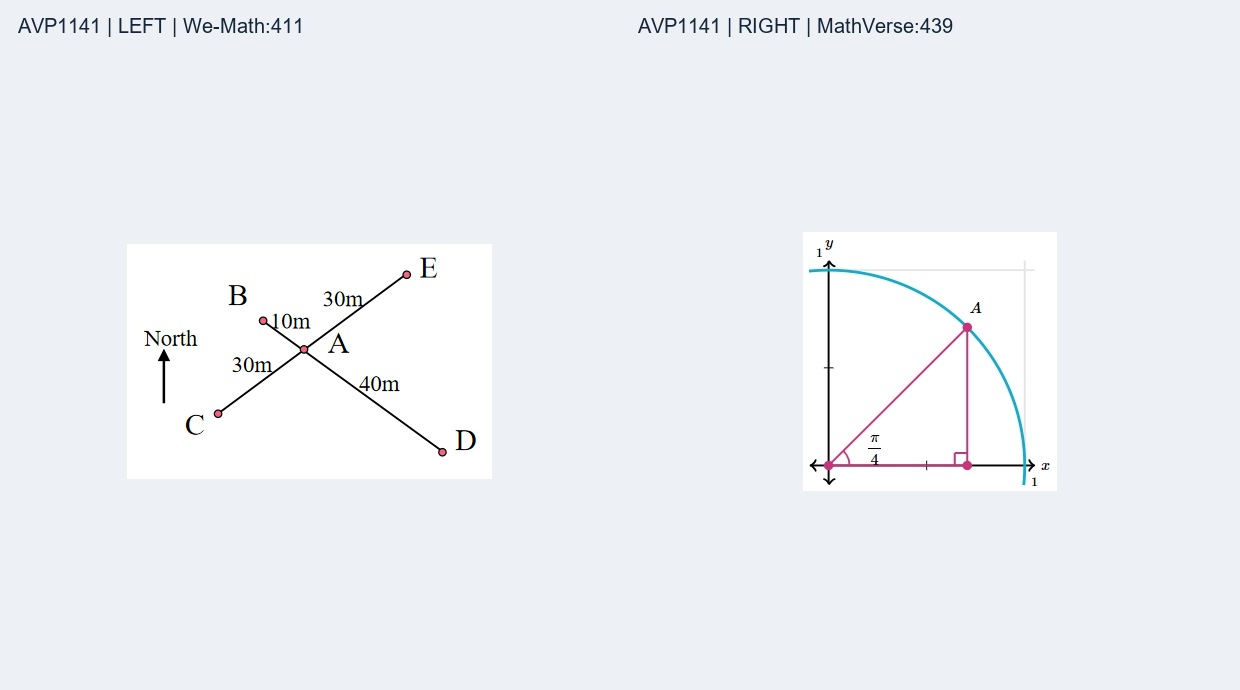 AVP1141 | LEFT | We-Math:411
AVP1141 | RIGHT | MathVerse:439
E
B
30m
10m
North
A
30m
40m
C
D
1 y
A
π
4
x
1